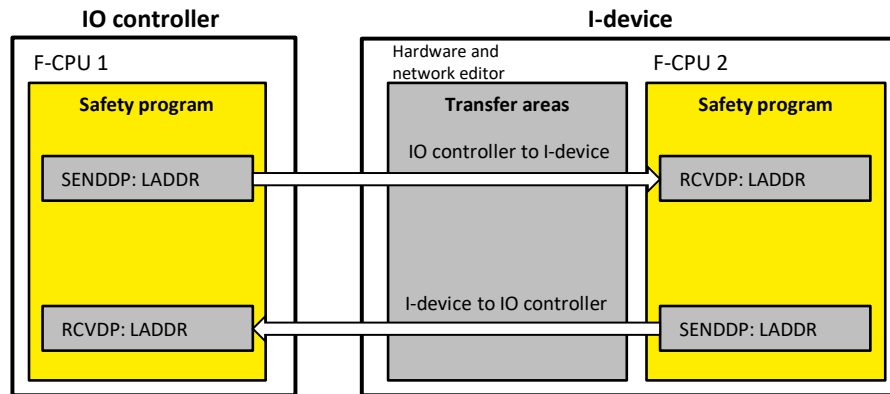 IO controller
I-device
F-CPU 1
Hardware and
network editor
F-CPU 2
Safety program
Transfer areas
Safety program
IO controller to I-device
SENDDP: LADDR
RCVDP: LADDR
I-device to IO controller
RCVDP: LADDR
SENDDP: LADDR